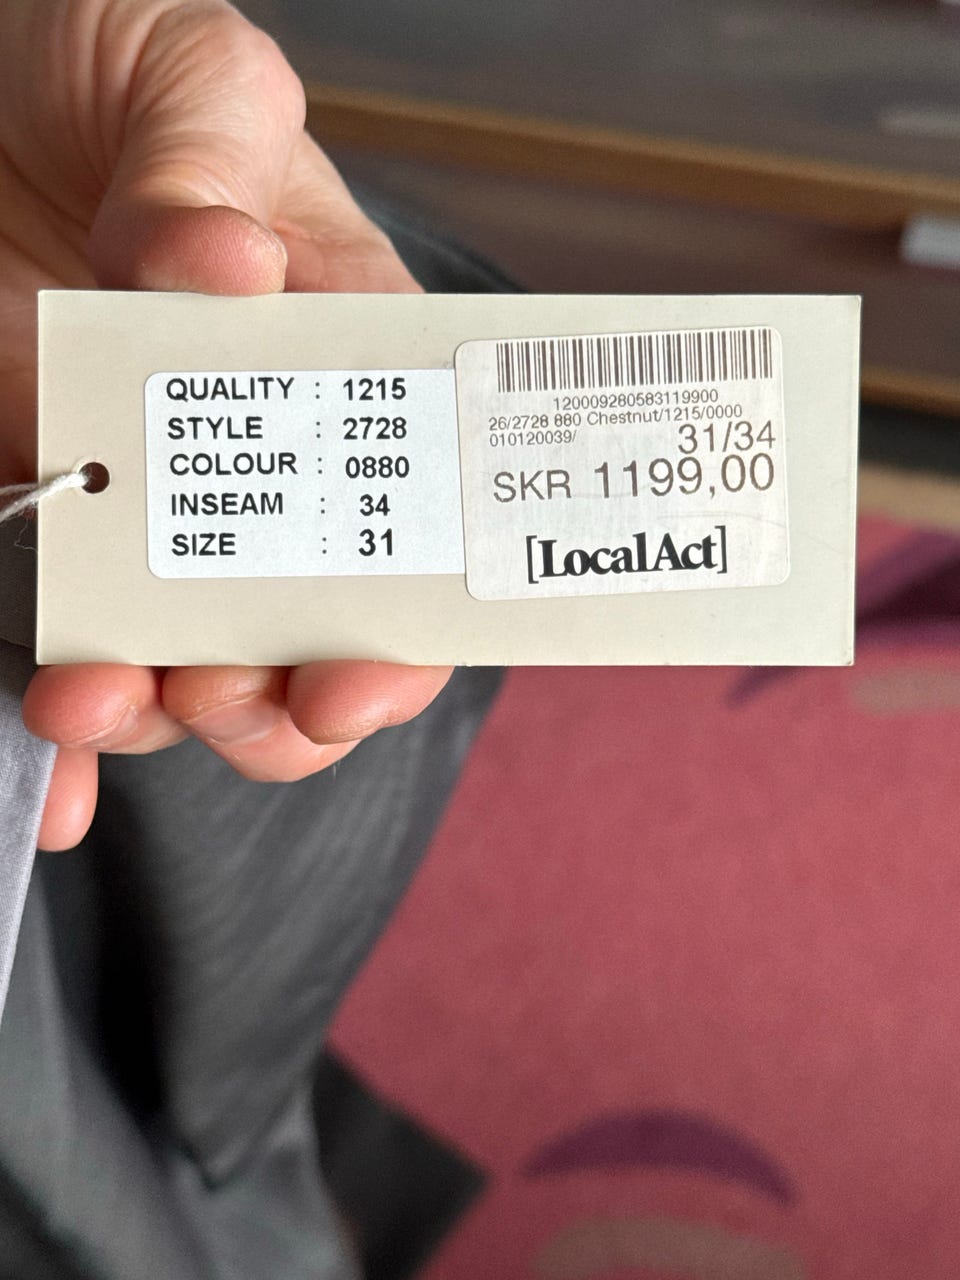 QUALITY : 1215
STYLE : 2728
COLOUR : 0880
INSEAM : 34
SIZE : 31
120009280583119900
26/2728 880 Chestnut/1215/0000
010120039/
31/34
SKR 1199,00
[LocalAct]